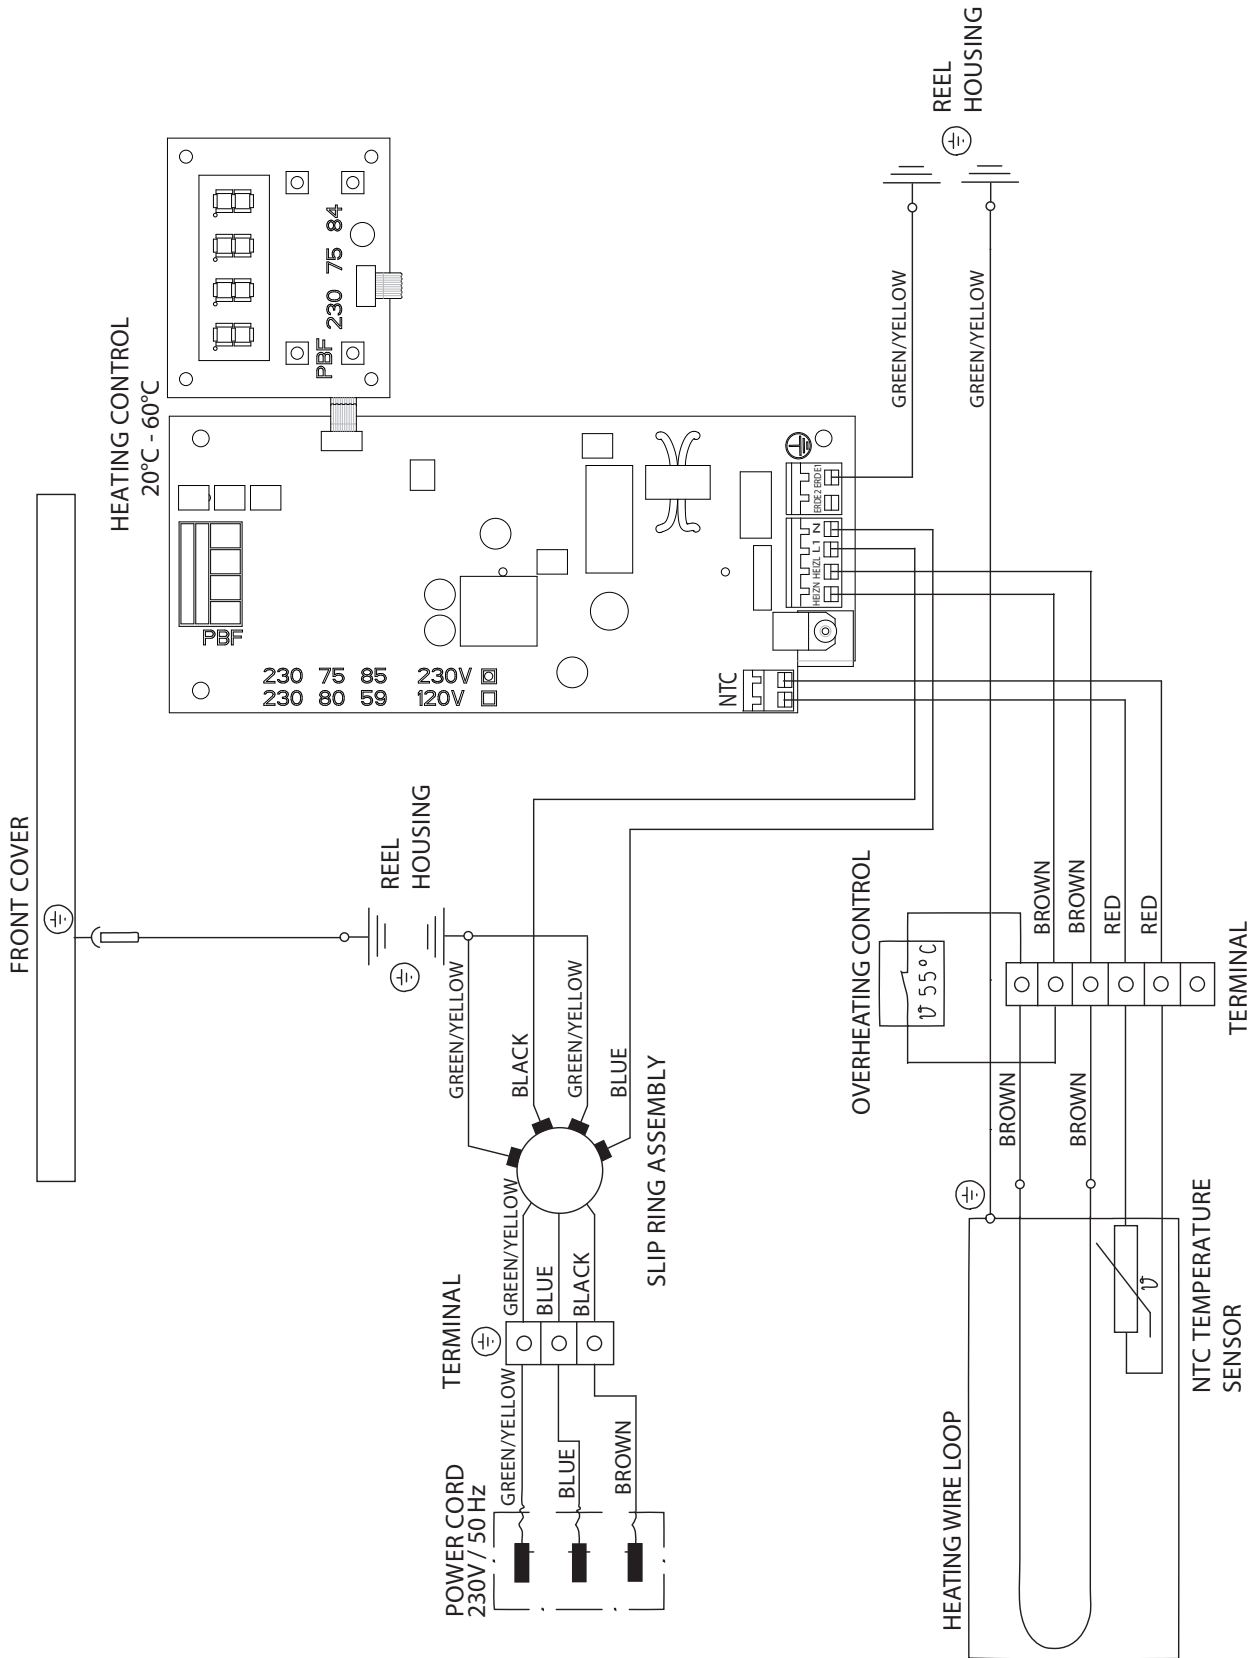 FRONT COVER
HEATING CONTROL
20°C - 60°C
PBF 230 75 84
PBF
230 75 85 230V
230 80 59 120V
NTC
HEIZN HEIZL L1 N
ERDE2 ERDE1
REEL
HOUSING
GREEN/YELLOW
GREEN/YELLOW
REEL
HOUSING
GREEN/YELLOW
BLACK
GREEN/YELLOW
BLUE
SLIP RING ASSEMBLY
TERMINAL
GREEN/YELLOW
BLUE
BLACK
POWER CORD
230V / 50 Hz
GREEN/YELLOW
BLUE
BROWN
OVERHEATING CONTROL
ϑ 55°C
BROWN
BROWN
RED
RED
TERMINAL
BROWN
BROWN
HEATING WIRE LOOP
ϑ
NTC TEMPERATURE
SENSOR